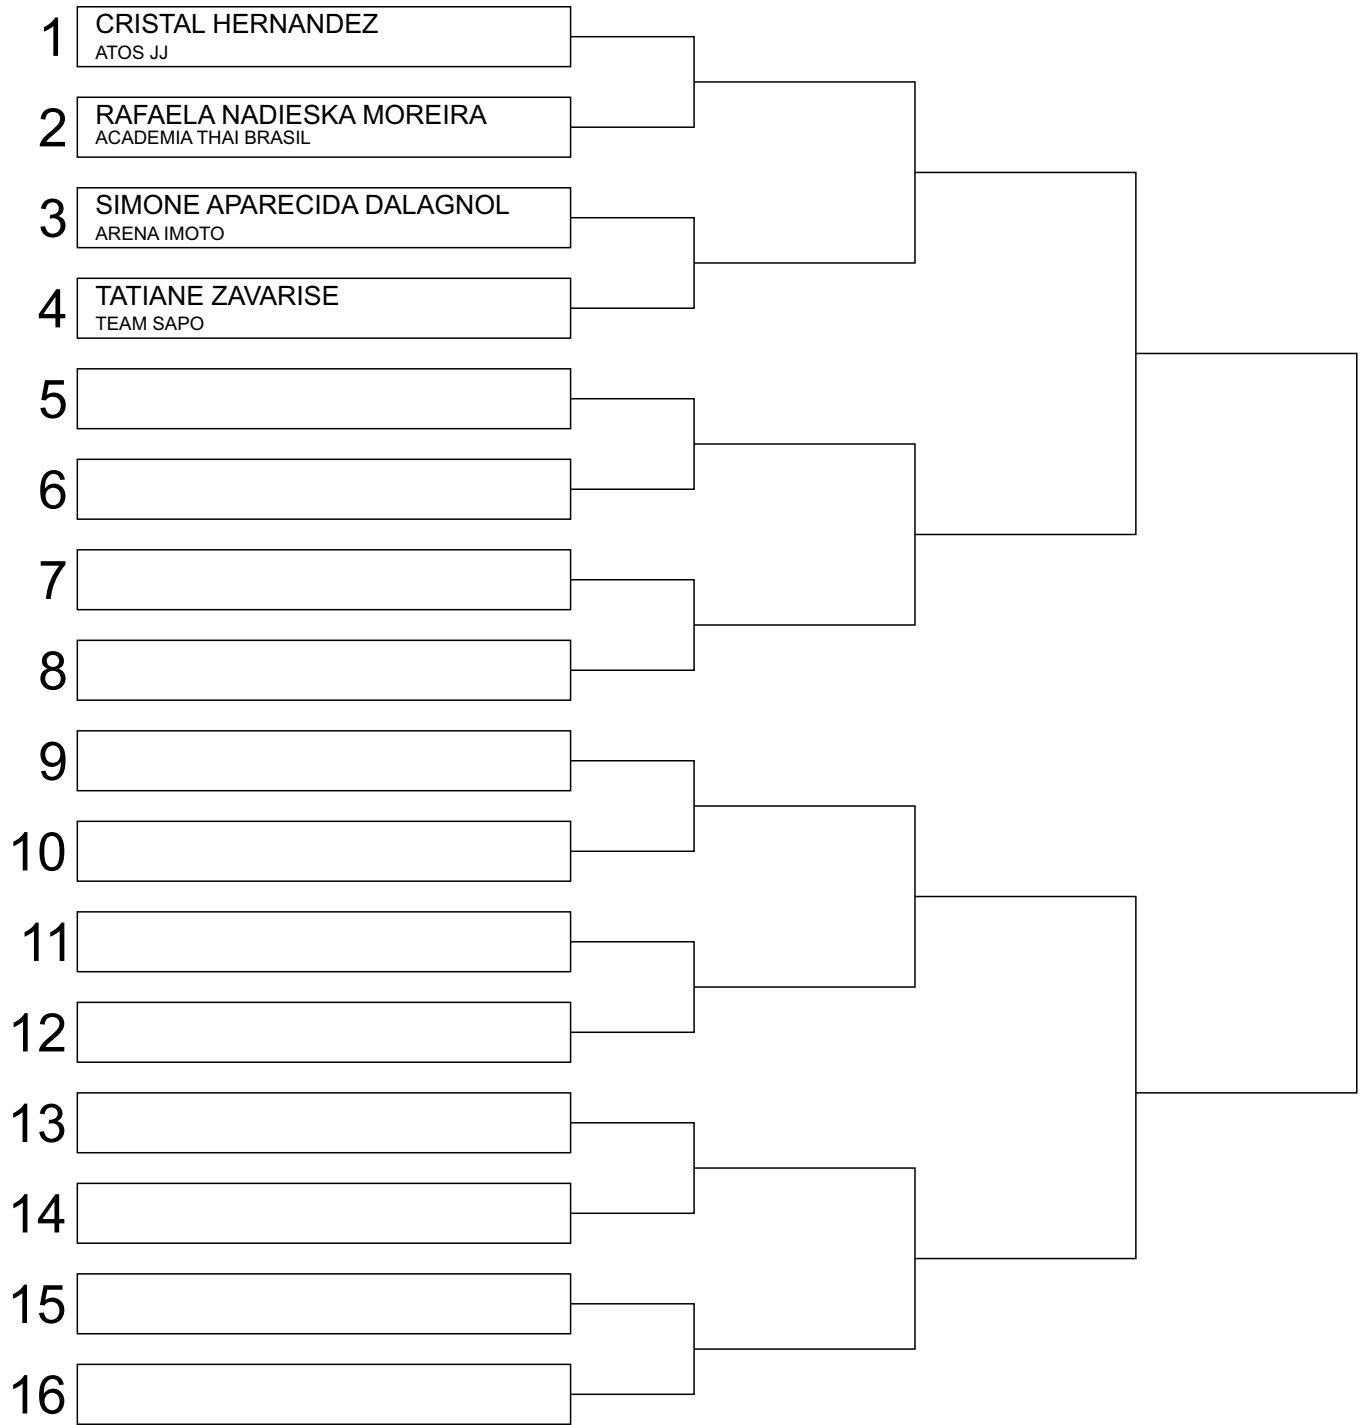 1
CRISTAL HERNANDEZ
ATOS JJ
2
RAFAELA NADIESKA MOREIRA
ACADEMIA THAI BRASIL
3
SIMONE APARECIDA DALAGNOL
ARENA IMOTO
4
TATIANE ZAVARISE
TEAM SAPO
5
6
7
8
9
10
11
12
13
14
15
16